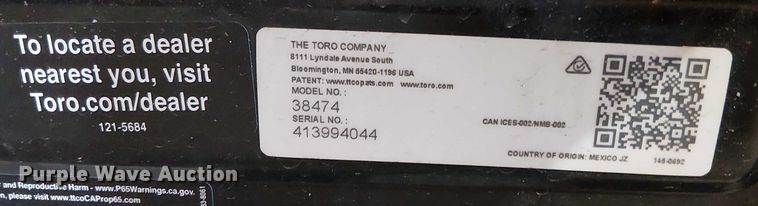 To locate a dealer
nearest you, visit
Toro.com/dealer
121-5684
THE TORO COMPANY
8111 Lyndale Avenue South
Bloomington, MN 55420-1196 USA
PATENT: www.ttcopats.com www.toro.com
MODEL NO.:
38474
SERIAL NO.:
413994044
CAN ICES-002/NMB-002
COUNTRY OF ORIGIN: MEXICO JZ
146-0692
Purple Wave Auction
and Reproductive Harm - www.P65Warnings.ca.gov.
please visit www.ttcoCAProp65.com